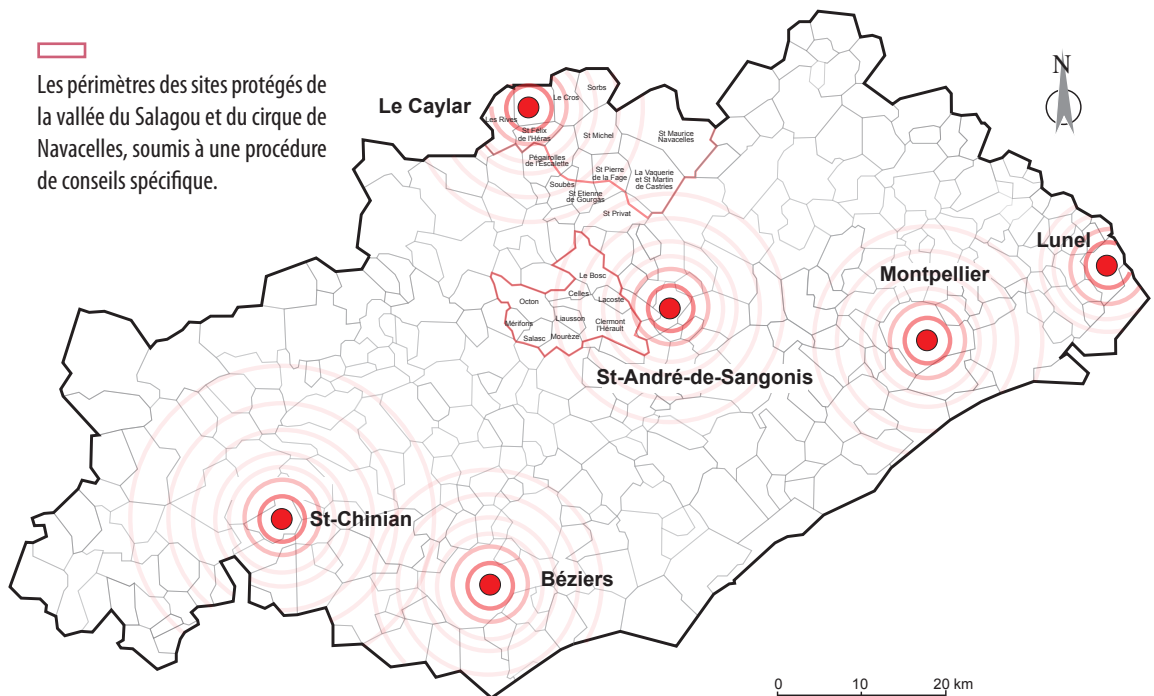 Les périmètres des sites protégés de
la vallée du Salagou et du cirque de
Navacelles, soumis à une procédure
de conseils spécifique.
N
Le Caylar
Sorbs
Le Cros
Les Rives
St Félix
de l'Héras
St Michel
St Maurice
Navacelles
Pégairolles
de l'Escalette
St Pierre
de la Fage
La Vaquerie
et St Martin
de Castries
Soubès
St Etienne
de Gourgas
St Privat
Lunel
Montpellier
Le Bosc
Celles
Octon
Lacoste
Liausson
Mérifons
Clermont
l'Hérault
Salasc
Mourèze
St-André-de-Sangonis
St-Chinian
Béziers
0 10 20 km